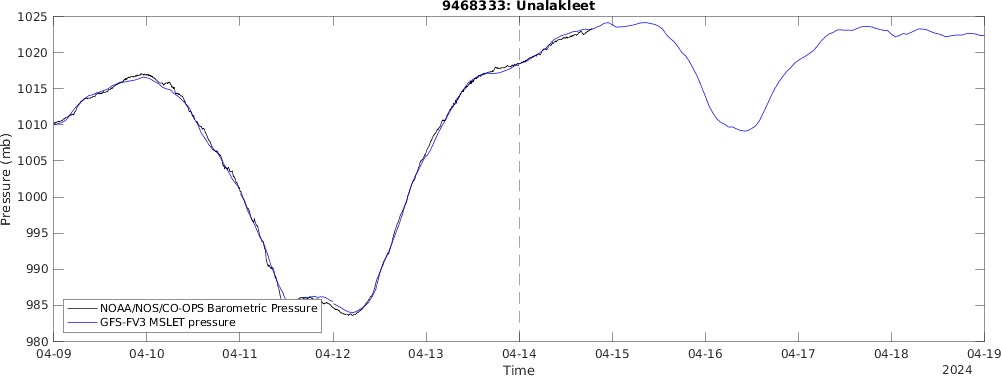 9468333: Unalakleet
1025
1020
1015
1010
1005
1000
995
990
985
980
Pressure (mb)
NOAA/NOS/CO-OPS Barometric Pressure
GFS-FV3 MSLET pressure
04-09 04-10 04-11 04-12 04-13 04-14 04-15 04-16 04-17 04-18 04-19
Time
2024